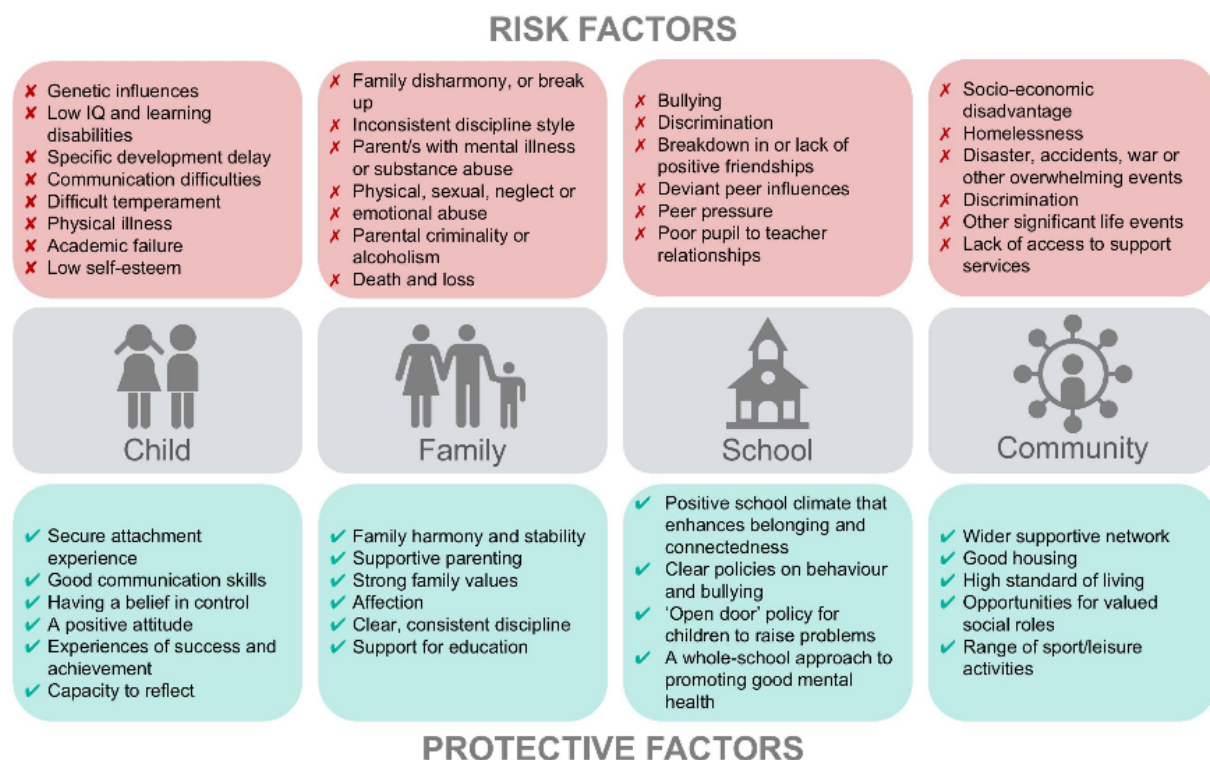 RISK FACTORS
✘ Genetic influences
✘ Low IQ and learning
disabilities
✘ Specific development delay
✘ Communication difficulties
✘ Difficult temperament
✘ Physical illness
✘ Academic failure
✘ Low self-esteem
✗ Family disharmony, or break
up
✗ Inconsistent discipline style
✗ Parent/s with mental illness
or substance abuse
✗ Physical, sexual, neglect or
✗ emotional abuse
✗ Parental criminality or
alcoholism
✗ Death and loss
✗ Bullying
✗ Discrimination
✗ Breakdown in or lack of
positive friendships
✗ Deviant peer influences
✗ Peer pressure
✗ Poor pupil to teacher
relationships
✗ Socio-economic
disadvantage
✗ Homelessness
✗ Disaster, accidents, war or
other overwhelming events
✗ Discrimination
✗ Other significant life events
✗ Lack of access to support
services
Child
Family
School
Community
✔ Secure attachment
experience
✔ Good communication skills
✔ Having a belief in control
✔ A positive attitude
✔ Experiences of success and
achievement
✔ Capacity to reflect
✔ Family harmony and stability
✔ Supportive parenting
✔ Strong family values
✔ Affection
✔ Clear, consistent discipline
✔ Support for education
✔ Positive school climate that
enhances belonging and
connectedness
✔ Clear policies on behaviour
and bullying
✔ ‘Open door’ policy for
children to raise problems
✔ A whole-school approach to
promoting good mental
health
✔ Wider supportive network
✔ Good housing
✔ High standard of living
✔ Opportunities for valued
social roles
✔ Range of sport/leisure
activities
PROTECTIVE FACTORS